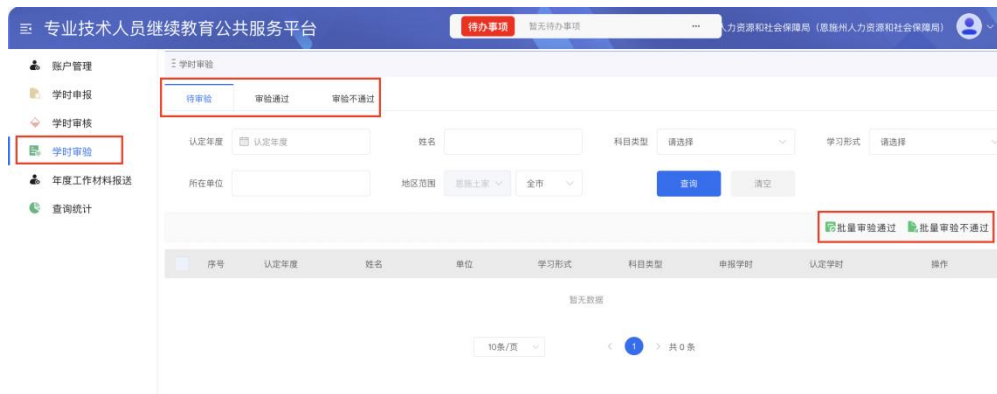 专业技术人员继续教育公共服务平台
待办事项 暂无待办事项 ... 人力资源和社会保障局（恩施州人力资源和社会保障局）
账户管理
学时申报
学时审核
学时审验
年度工作材料报送
查询统计
学时审验
待审验 审验通过 审验不通过
认定年度 认定年度 姓名 科目类型 请选择 学习形式 请选择
所在单位 地区范围 恩施土家 全市 查询 清空
批量审验通过 批量审验不通过
序号 认定年度 姓名 单位 学习形式 科目类型 申报学时 认定学时 操作
暂无数据
10条/页 < 1 > 共 0 条